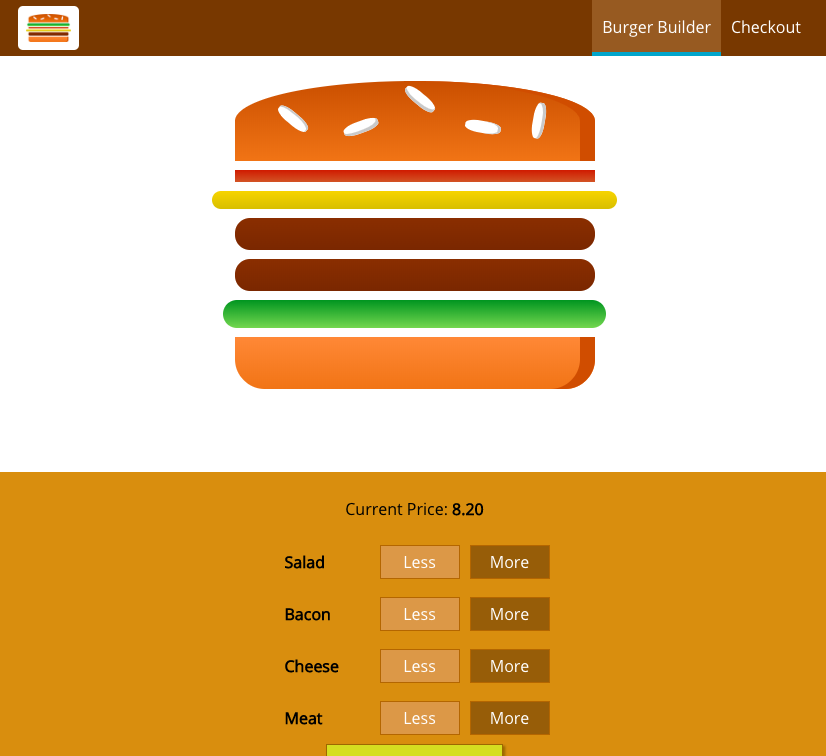 Burger Builder Checkout
Current Price: 8.20
Salad Less More
Bacon Less More
Cheese Less More
Meat Less More